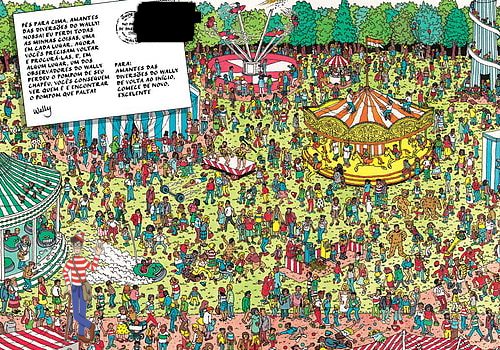 PÉS PARA CIMA, AMANTES
DAS DIVERSÕES DO WALLY!
NOSSA! EU PERDI TODAS
AS MINHAS COISAS, UMA
EM CADA LUGAR. AGORA
VOCÊS PRECISAM VOLTAR
E PROCURÁ-LAS. E, EM
ALGUM LUGAR, UM DOS
OBSERVADORES DO WALLY
PERDEU O POMPOM DE SEU
CHAPÉU. VOCÊS CONSEGUEM
VER QUEM É E ENCONTRAR
O POMPOM QUE FALTA?
Wally
PARA:
AMANTES DAS
DIVERSÕES DO WALLY
DE VOLTA AO INÍCIO.
COMECE DE NOVO.
EXCELENTE